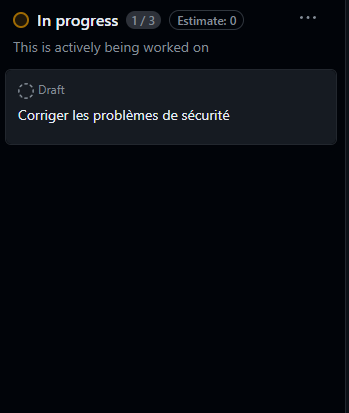 In progress 1 / 3 Estimate: 0
This is actively being worked on
Draft
Corriger les problèmes de sécurité